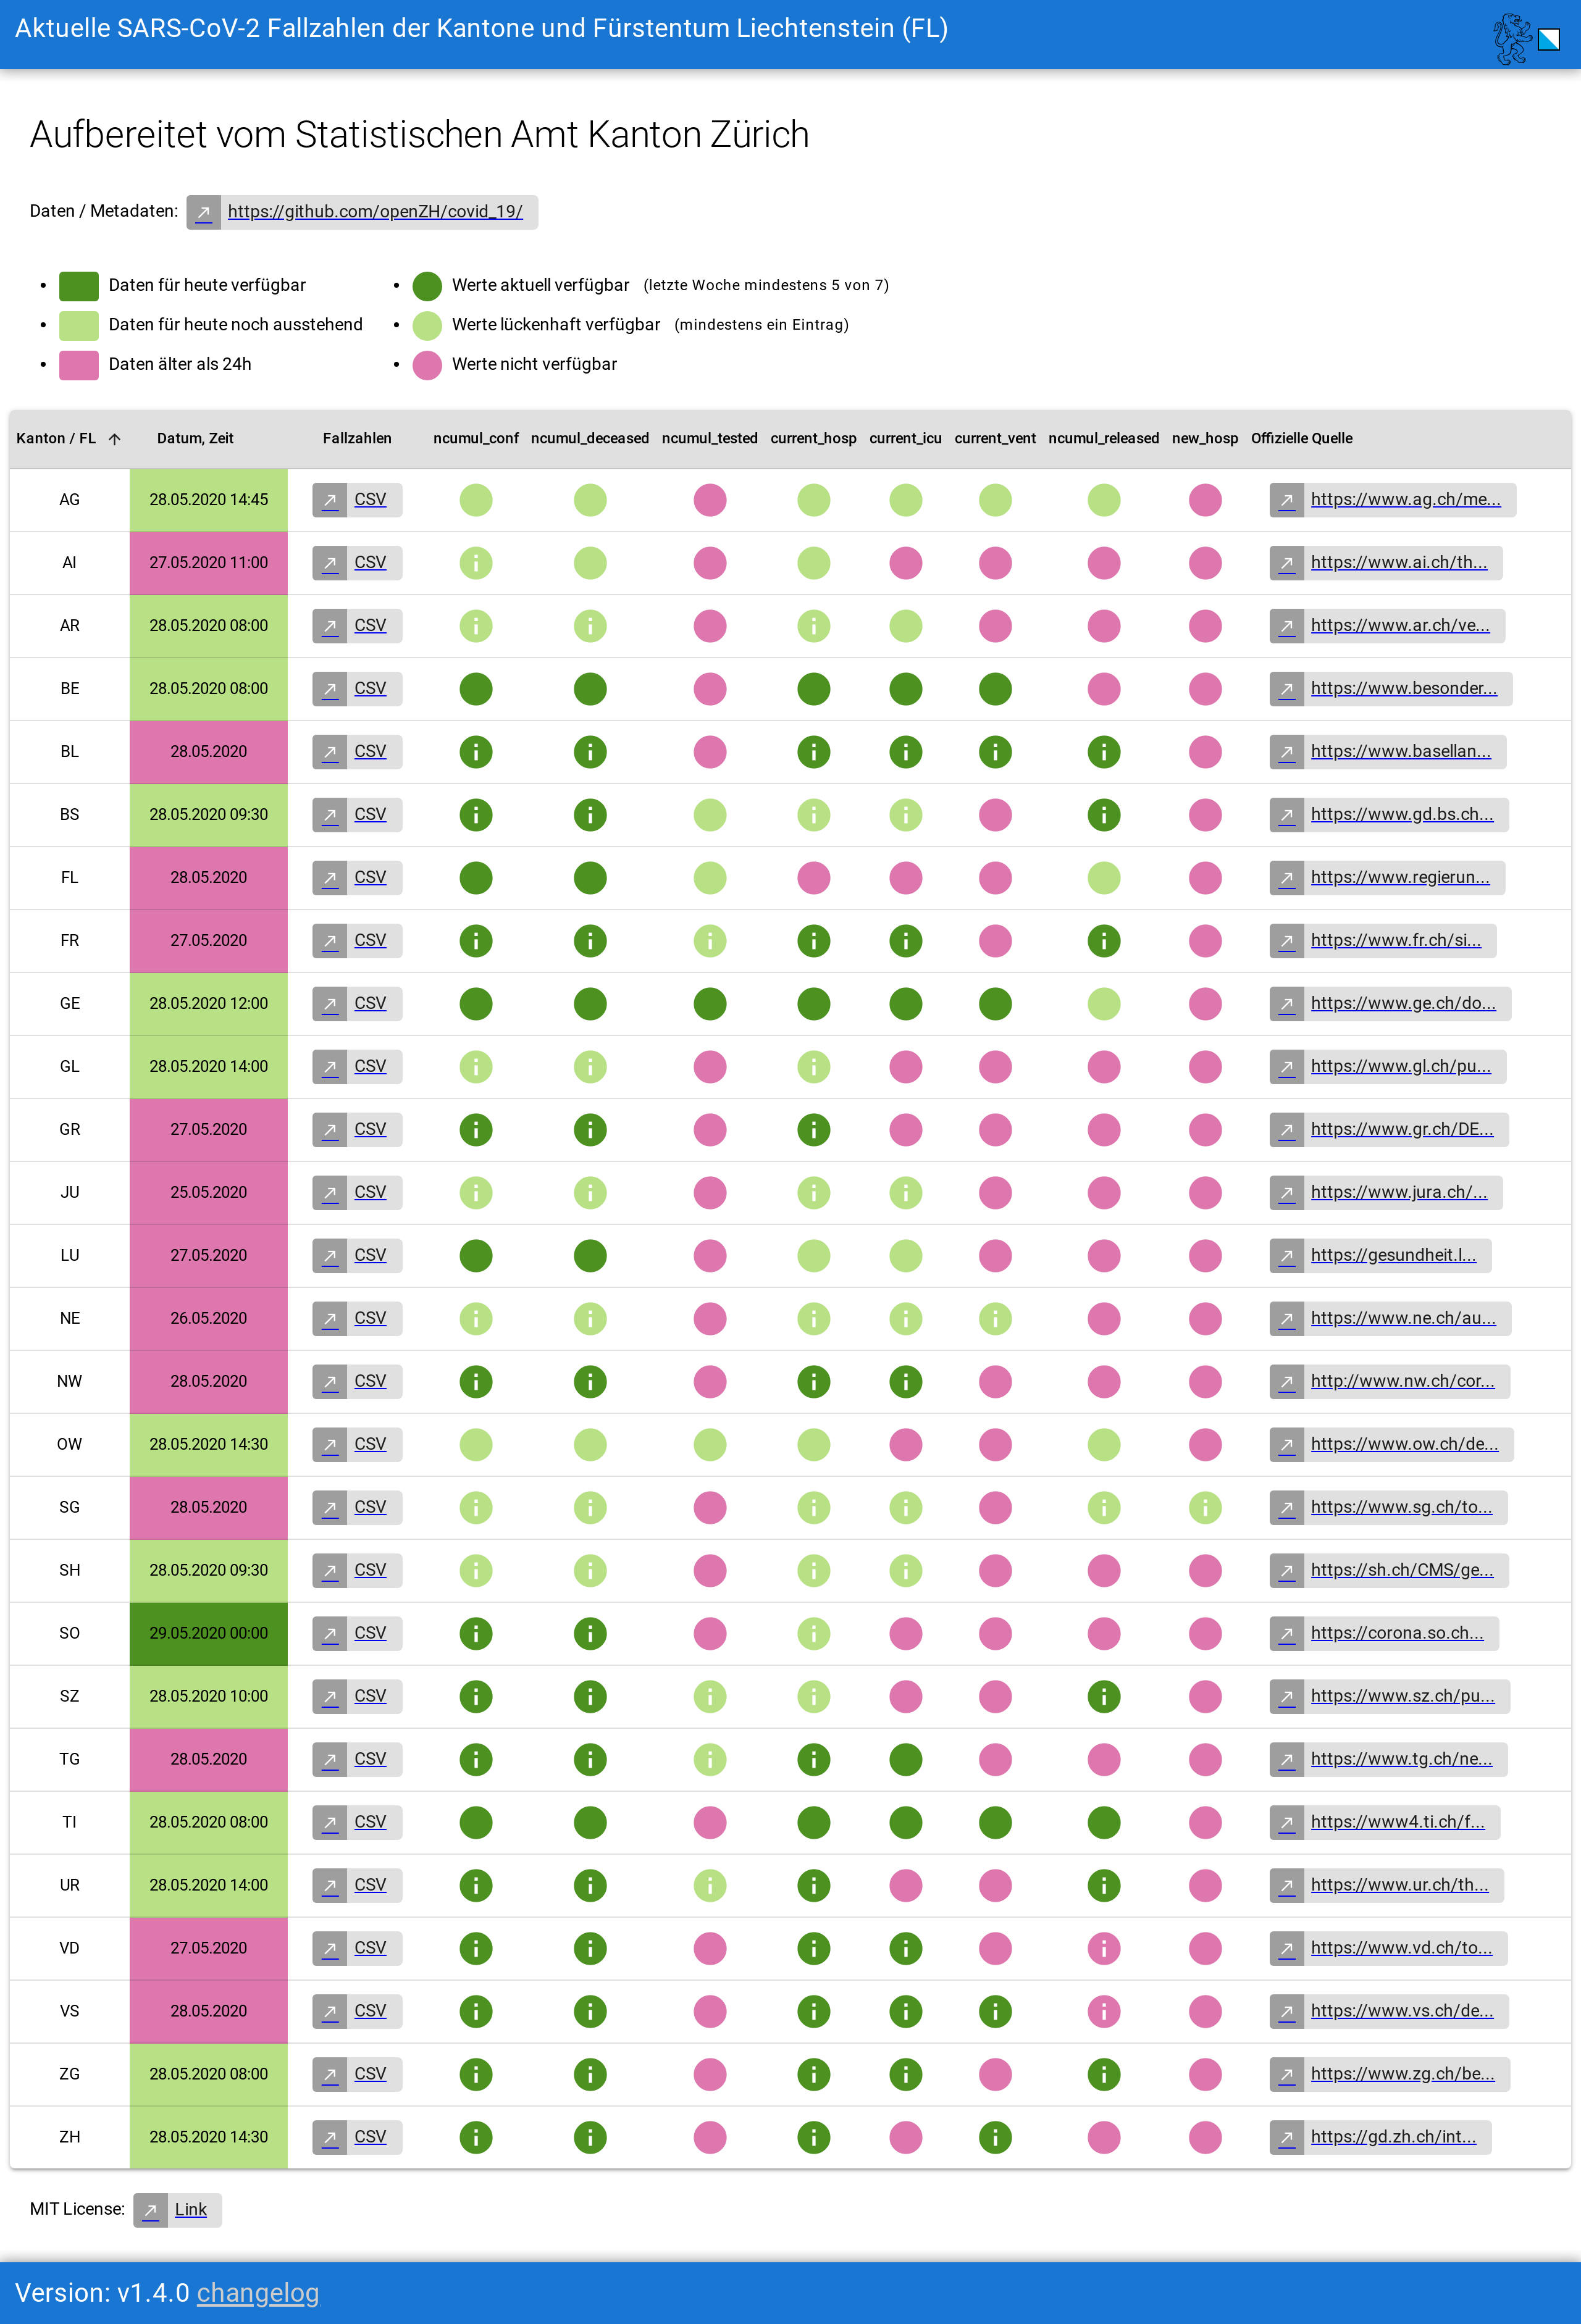 Aktuelle SARS-CoV-2 Fallzahlen der Kantone und Fürstentum Liechtenstein (FL)
Aufbereitet vom Statistischen Amt Kanton Zürich
Daten / Metadaten: https://github.com/openZH/covid_19/
Daten für heute verfügbar Werte aktuell verfügbar (letzte Woche mindestens 5 von 7)
Daten für heute noch ausstehend Werte lückenhaft verfügbar (mindestens ein Eintrag)
Daten älter als 24h Werte nicht verfügbar
Kanton / FL Datum, Zeit Fallzahlen ncumul_conf ncumul_deceased ncumul_tested current_hosp current_icu current_vent ncumul_released new_hosp Offizielle Quelle
AG 28.05.2020 14:45 CSV https://www.ag.ch/me...
AI 27.05.2020 11:00 CSV https://www.ai.ch/th...
AR 28.05.2020 08:00 CSV https://www.ar.ch/ve...
BE 28.05.2020 08:00 CSV https://www.besonder...
BL 28.05.2020 CSV https://www.basellan...
BS 28.05.2020 09:30 CSV https://www.gd.bs.ch...
FL 28.05.2020 CSV https://www.regierun...
FR 27.05.2020 CSV https://www.fr.ch/si...
GE 28.05.2020 12:00 CSV https://www.ge.ch/do...
GL 28.05.2020 14:00 CSV https://www.gl.ch/pu...
GR 27.05.2020 CSV https://www.gr.ch/DE...
JU 25.05.2020 CSV https://www.jura.ch/...
LU 27.05.2020 CSV https://gesundheit.l...
NE 26.05.2020 CSV https://www.ne.ch/au...
NW 28.05.2020 CSV http://www.nw.ch/cor...
OW 28.05.2020 14:30 CSV https://www.ow.ch/de...
SG 28.05.2020 CSV https://www.sg.ch/to...
SH 28.05.2020 09:30 CSV https://sh.ch/CMS/ge...
SO 29.05.2020 00:00 CSV https://corona.so.ch...
SZ 28.05.2020 10:00 CSV https://www.sz.ch/pu...
TG 28.05.2020 CSV https://www.tg.ch/ne...
TI 28.05.2020 08:00 CSV https://www4.ti.ch/f...
UR 28.05.2020 14:00 CSV https://www.ur.ch/th...
VD 27.05.2020 CSV https://www.vd.ch/to...
VS 28.05.2020 CSV https://www.vs.ch/de...
ZG 28.05.2020 08:00 CSV https://www.zg.ch/be...
ZH 28.05.2020 14:30 CSV https://gd.zh.ch/int...
MIT License: Link
Version: v1.4.0 changelog